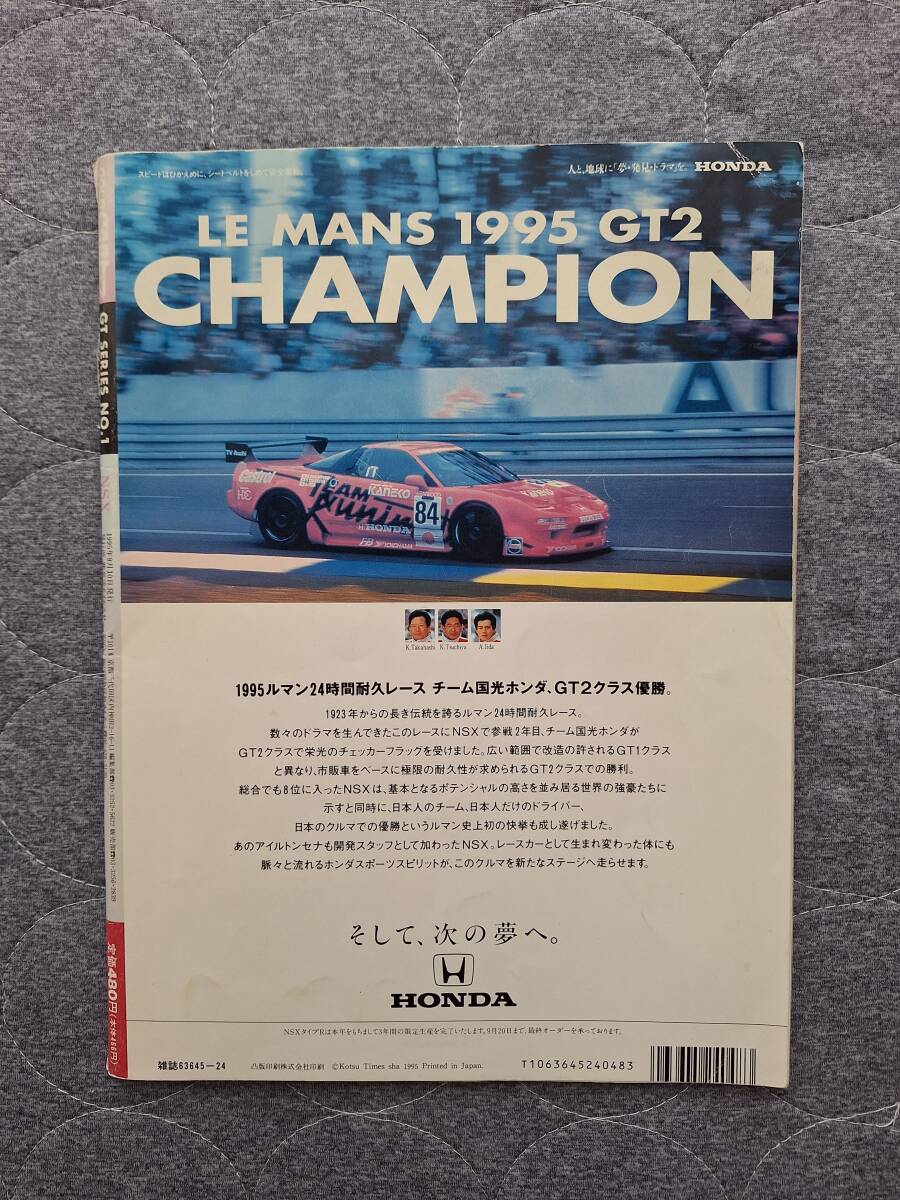 スピードはひかえめに、シートベルトをしめて安全運転。
人と、地球に「夢・発見・ドラマ」を。 HONDA
LE MANS 1995 GT2
CHAMPION
Castrol
TEAM
KUNIMITSU
KANEKO
HONDA
84
YOKOHAMA
K.Takahashi K.Tsuchiya A.Iida
1995ルマン24時間耐久レース チーム国光ホンダ、GT2クラス優勝。
1923年からの長き伝統を誇るルマン24時間耐久レース。
数々のドラマを生んできたこのレースにNSXで参戦2年目、チーム国光ホンダが
GT2クラスで栄光のチェッカーフラッグを受けました。広い範囲で改造の許されるGT1クラス
と異なり、市販車をベースに極限の耐久性が求められるGT2クラスでの勝利。
総合でも8位に入ったNSXは、基本となるポテンシャルの高さを並み居る世界の強豪たちに
示すと同時に、日本人のチーム、日本人だけのドライバー、
日本のクルマでの優勝というルマン史上初の快挙も成し遂げました。
あのアイルトンセナも開発スタッフとして加わったNSX。レースカーとして生まれ変わった体にも
脈々と流れるホンダスポーツスピリットが、このクルマを新たなステージへ走らせます。
そして、次の夢へ。
HONDA
NSXタイプRは本年をもちまして3年間の限定生産を完了いたします。9月20日まで、最終オーダーを承っております。
雑誌63645-24 凸版印刷株式会社印刷 ©Kotsu Times sha 1995 Printed in Japan. T1063645240483
GT SERIES NO.1
NSX
1995年9月10日発行
定価480円(本体466円)